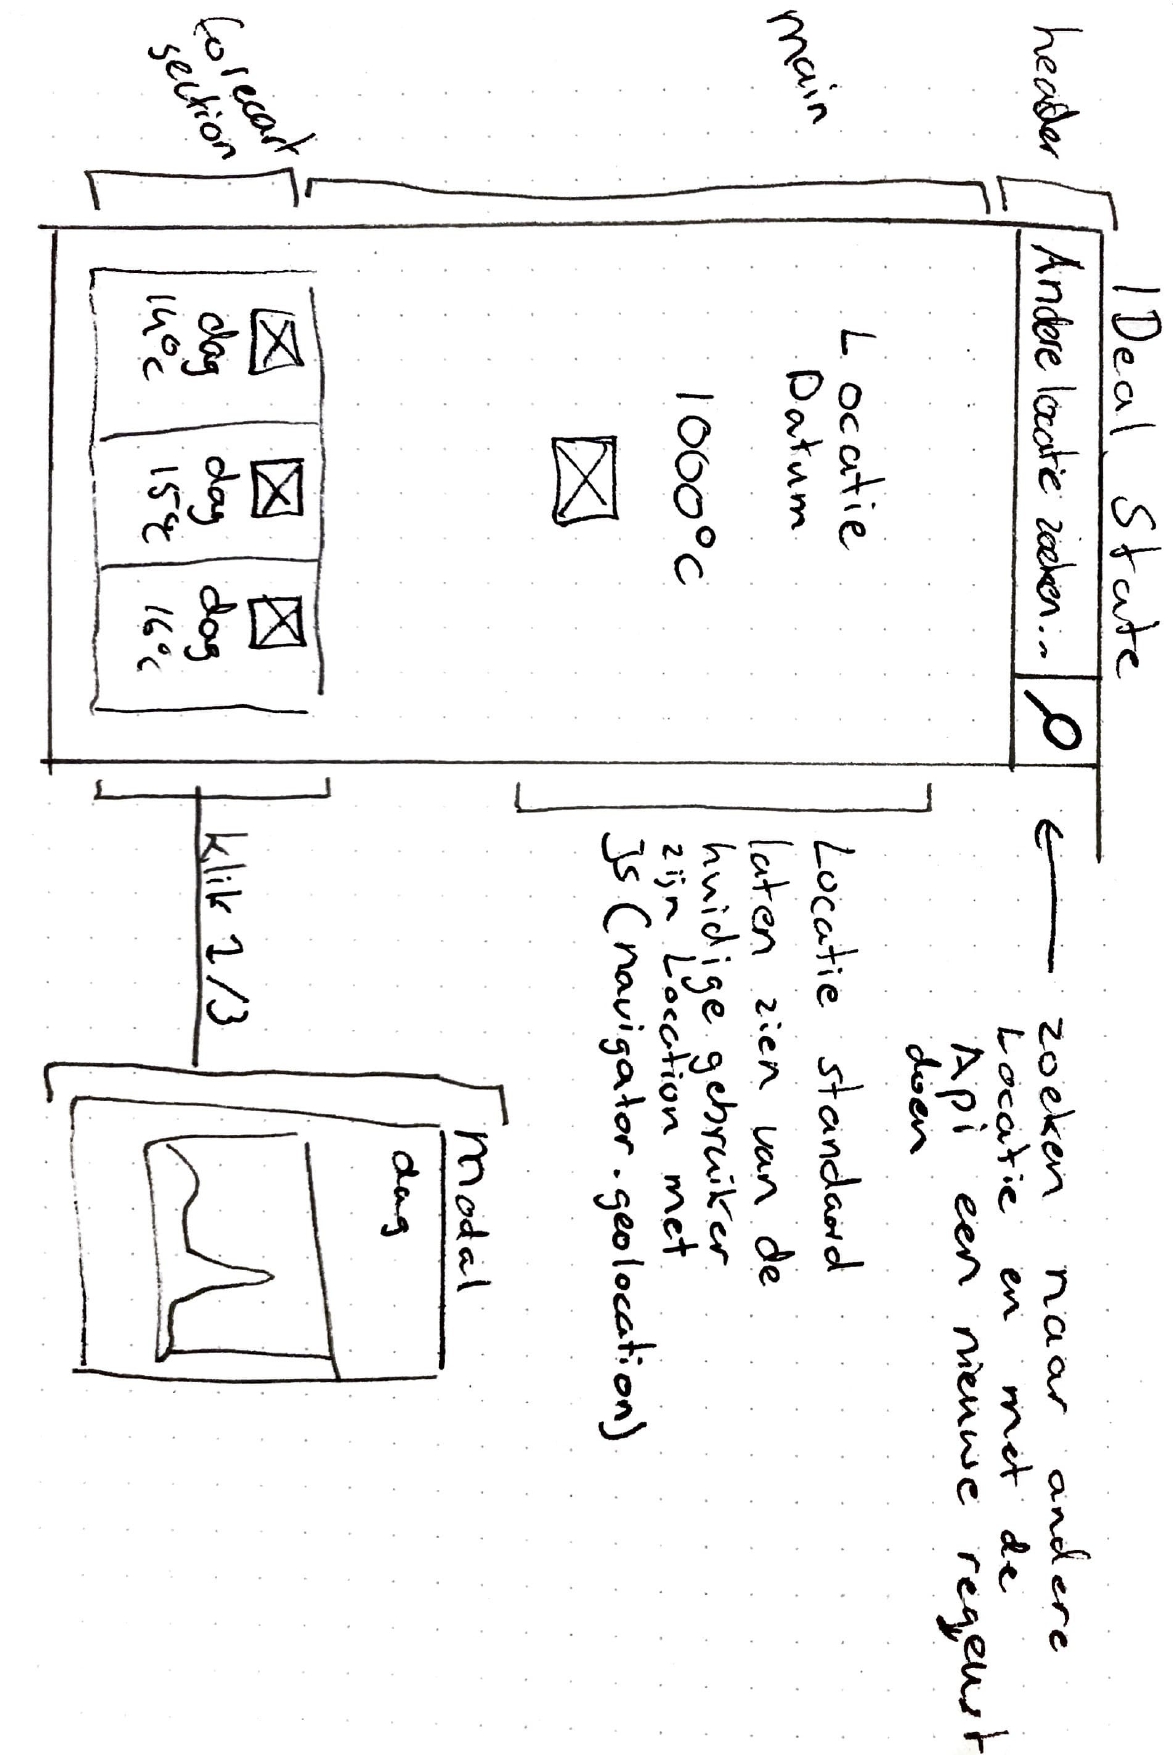 IDeal State
header
Andere locatie zoeken...
main
Locatie
Datum
1000°c
forecart
section
dag
14°c
dag
15°c
dag
16°c
zoeken naar andere
Locatie en met de
Api een nieuwe reqeust
doen
Locatie standaard
laten zien van de
huidige gebruiker
zijn Location met
Js (navigator.geolocation)
klik 1/3
Modal
dag